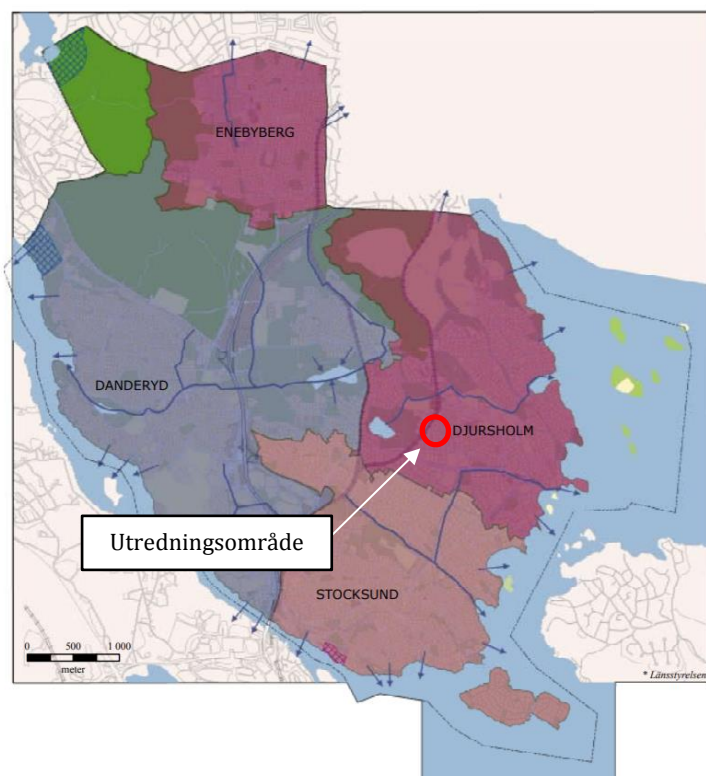 ENEBYBERG
DANDERYD
DJURSHOLM
Utredningsområde
STOCKSUND
0 500 1 000
meter
* Länsstyrelsen